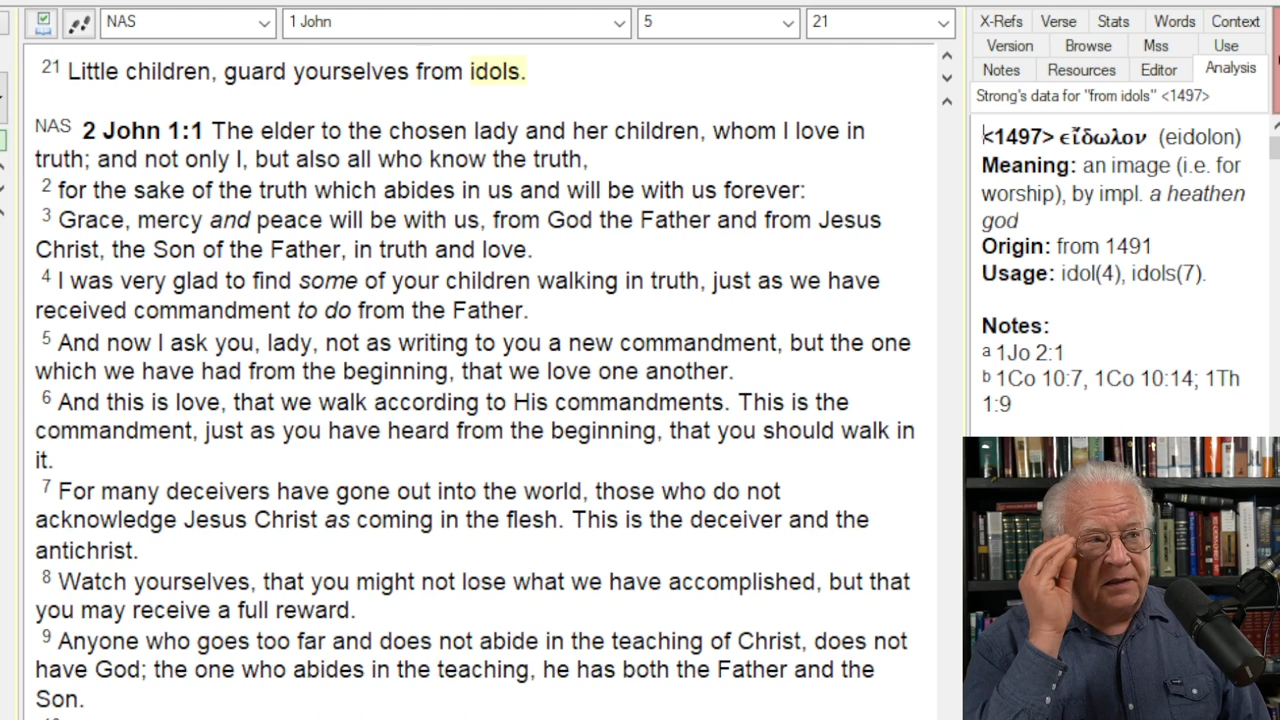 NAS 1 John 5 21
21 Little children, guard yourselves from idols.
NAS 2 John 1:1 The elder to the chosen lady and her children, whom I love in
truth; and not only I, but also all who know the truth,
2 for the sake of the truth which abides in us and will be with us forever:
3 Grace, mercy and peace will be with us, from God the Father and from Jesus
Christ, the Son of the Father, in truth and love.
4 I was very glad to find some of your children walking in truth, just as we have
received commandment to do from the Father.
5 And now I ask you, lady, not as writing to you a new commandment, but the one
which we have had from the beginning, that we love one another.
6 And this is love, that we walk according to His commandments. This is the
commandment, just as you have heard from the beginning, that you should walk in
it.
7 For many deceivers have gone out into the world, those who do not
acknowledge Jesus Christ as coming in the flesh. This is the deceiver and the
antichrist.
8 Watch yourselves, that you might not lose what we have accomplished, but that
you may receive a full reward.
9 Anyone who goes too far and does not abide in the teaching of Christ, does not
have God; the one who abides in the teaching, he has both the Father and the
Son.
X-Refs Verse Stats Words Context
Version Browse Mss Use
Notes Resources Editor Analysis
Strong's data for "from idols" <1497>
<1497> εἴδωλον (eidolon)
Meaning: an image (i.e. for
worship), by impl. a heathen
god
Origin: from 1491
Usage: idol(4), idols(7).
Notes:
a 1Jo 2:1
b 1Co 10:7, 1Co 10:14; 1Th
1:9